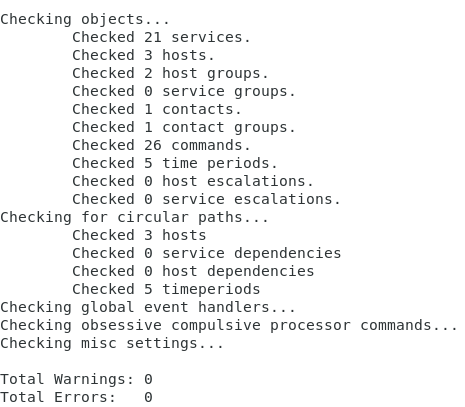 Checking objects...
        Checked 21 services.
        Checked 3 hosts.
        Checked 2 host groups.
        Checked 0 service groups.
        Checked 1 contacts.
        Checked 1 contact groups.
        Checked 26 commands.
        Checked 5 time periods.
        Checked 0 host escalations.
        Checked 0 service escalations.
Checking for circular paths...
        Checked 3 hosts
        Checked 0 service dependencies
        Checked 0 host dependencies
        Checked 5 timeperiods
Checking global event handlers...
Checking obsessive compulsive processor commands...
Checking misc settings...

Total Warnings: 0
Total Errors:   0